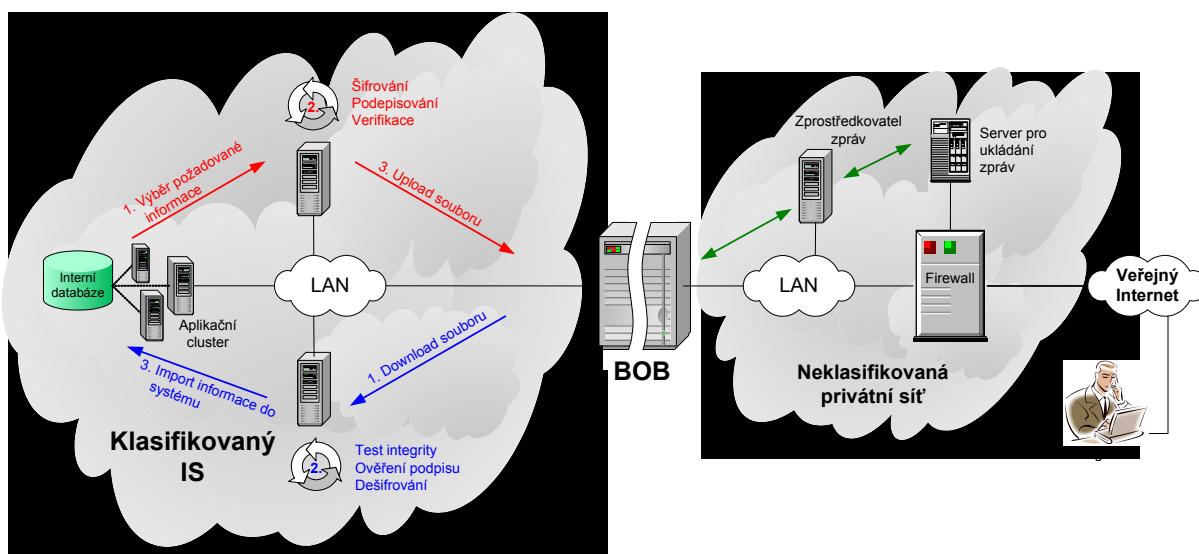 2.
Šifrování
Podepisování
Verifikace
1. Výběr požadované
informace
3. Upload souboru
Interní
databáze
Aplikační
cluster
LAN
1. Download souboru
3. Import informace do
systému
Klasifikovaný
IS
2.
Test integrity
Ověření podpisu
Dešifrování
BOB
Zprostředkovatel
zpráv
Server pro
ukládání
zpráv
LAN
Firewall
Veřejný
Internet
Neklasifikovaná
privátní síť